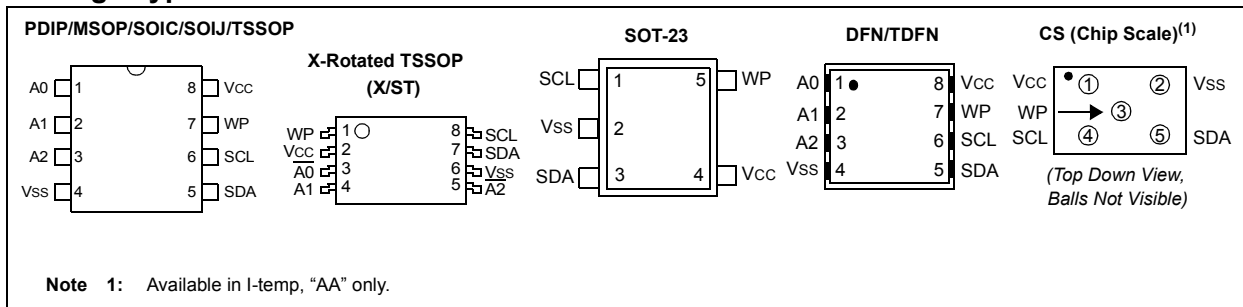 PDIP/MSOP/SOIC/SOIJ/TSSOP
A0 1 8 VCC
A1 2 7 WP
A2 3 6 SCL
VSS 4 5 SDA
X-Rotated TSSOP
(X/ST)
WP 1 8 SCL
VCC 2 7 SDA
A0 3 6 VSS
A1 4 5 A2
SOT-23
SCL 1 5 WP
VSS 2
SDA 3 4 VCC
DFN/TDFN
A0 1 8 VCC
A1 2 7 WP
A2 3 6 SCL
VSS 4 5 SDA
CS (Chip Scale)(1)
VCC 1 2 VSS
WP 3
SCL 4 5 SDA
(Top Down View,
Balls Not Visible)
Note 1: Available in I-temp, “AA” only.